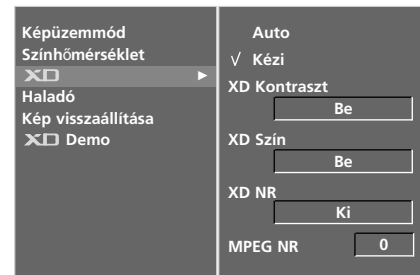 Képüzemmód
Színhőmérséklet
XD
Haladó
Kép visszaállítása
XD Demo
Auto
√ Kézi
XD Kontraszt
Be
XD Szín
Be
XD NR
Ki
MPEG NR 0